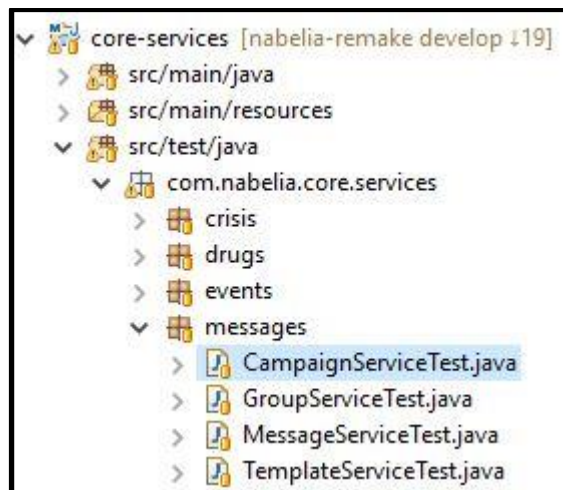 core-services [nabelia-remake develop ↓19]
src/main/java
src/main/resources
src/test/java
com.nabelia.core.services
crisis
drugs
events
messages
CampaignServiceTest.java
GroupServiceTest.java
MessageServiceTest.java
TemplateServiceTest.java